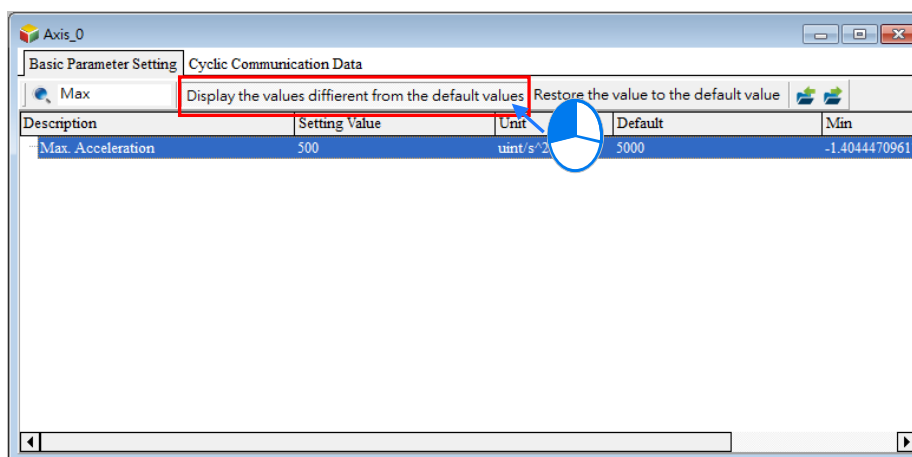 Axis_0
Basic Parameter Setting Cyclic Communication Data
Max Display the values diffierent from the default values Restore the value to the default value
Description Setting Value Unit Default Min
Max. Acceleration 500 uint/s^2 5000 -1.4044470961